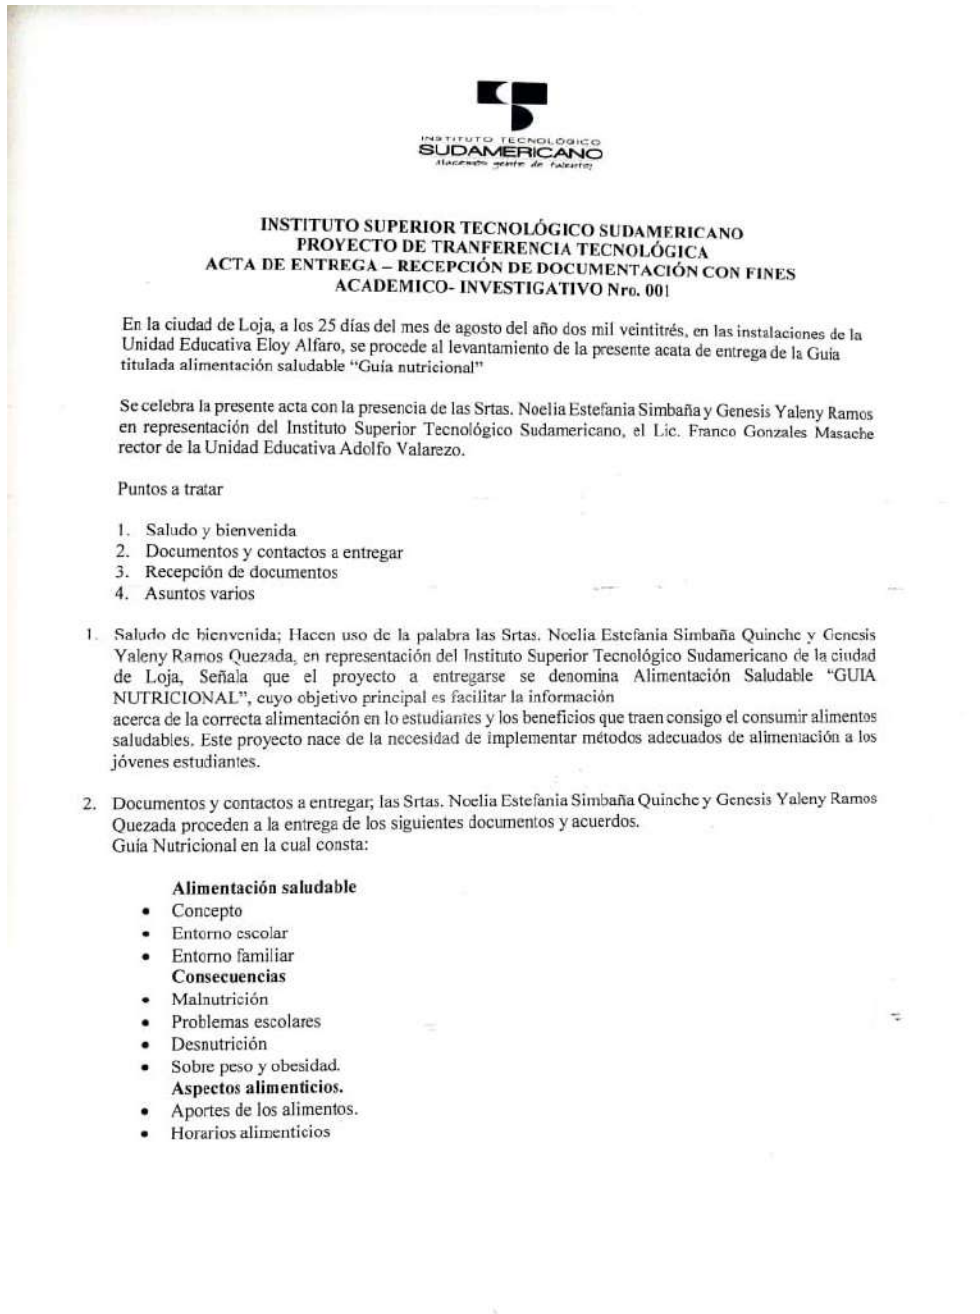 INSTITUTO TECNOLÓGICO
SUDAMERICANO
Hacemos gente de talento!
INSTITUTO SUPERIOR TECNOLÓGICO SUDAMERICANO
PROYECTO DE TRANFERENCIA TECNOLÓGICA
ACTA DE ENTREGA – RECEPCIÓN DE DOCUMENTACIÓN CON FINES
ACADEMICO- INVESTIGATIVO Nro. 001
En la ciudad de Loja, a los 25 días del mes de agosto del año dos mil veintitrés, en las instalaciones de la
Unidad Educativa Eloy Alfaro, se procede al levantamiento de la presente acata de entrega de la Guía
titulada alimentación saludable “Guía nutricional”
Se celebra la presente acta con la presencia de las Srtas. Noelia Estefania Simbaña y Genesis Yaleny Ramos
en representación del Instituto Superior Tecnológico Sudamericano, el Lic. Franco Gonzales Masache
rector de la Unidad Educativa Adolfo Valarezo.
Puntos a tratar
1. Saludo y bienvenida
2. Documentos y contactos a entregar
3. Recepción de documentos
4. Asuntos varios
1. Saludo de bienvenida; Hacen uso de la palabra las Srtas. Noelia Estefania Simbaña Quinche y Genesis
Yaleny Ramos Quezada, en representación del Instituto Superior Tecnológico Sudamericano de la ciudad
de Loja, Señala que el proyecto a entregarse se denomina Alimentación Saludable “GUIA
NUTRICIONAL”, cuyo objetivo principal es facilitar la información
acerca de la correcta alimentación en lo estudiantes y los beneficios que traen consigo el consumir alimentos
saludables. Este proyecto nace de la necesidad de implementar métodos adecuados de alimentación a los
jóvenes estudiantes.
2. Documentos y contactos a entregar; las Srtas. Noelia Estefania Simbaña Quinche y Genesis Yaleny Ramos
Quezada proceden a la entrega de los siguientes documentos y acuerdos.
Guía Nutricional en la cual consta:
Alimentación saludable
• Concepto
• Entorno escolar
• Entorno familiar
Consecuencias
• Malnutrición
• Problemas escolares
• Desnutrición
• Sobre peso y obesidad.
Aspectos alimenticios.
• Aportes de los alimentos.
• Horarios alimenticios